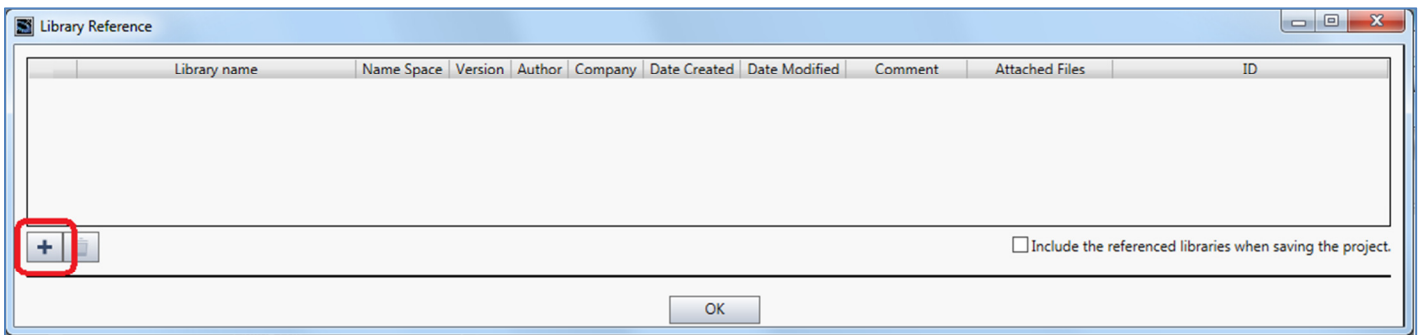 Library Reference
Library name Name Space Version Author Company Date Created Date Modified Comment Attached Files ID
+
Include the referenced libraries when saving the project.
OK